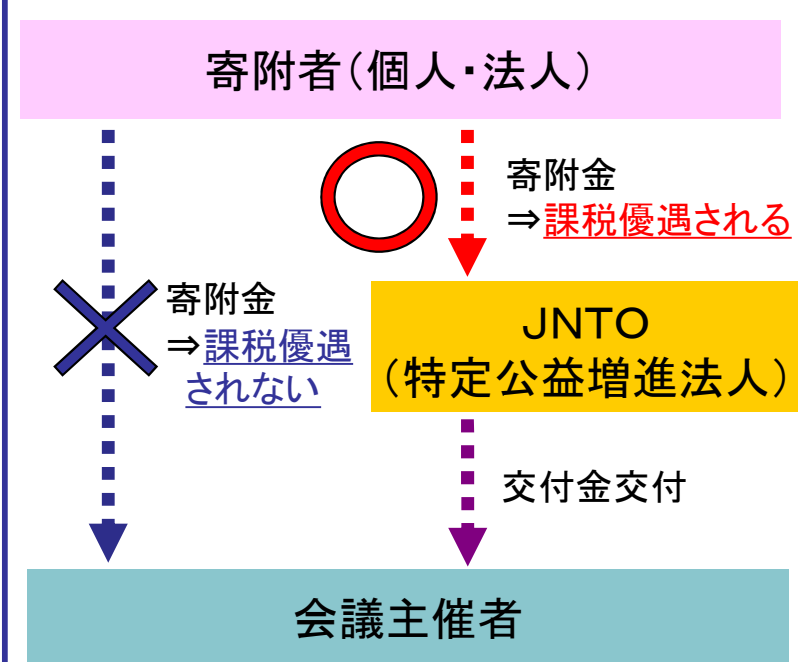 寄附者（個人・法人）
寄附金
⇒課税優遇される
寄附金
⇒課税優遇
されない
JNTO
（特定公益増進法人）
交付金交付
会議主催者